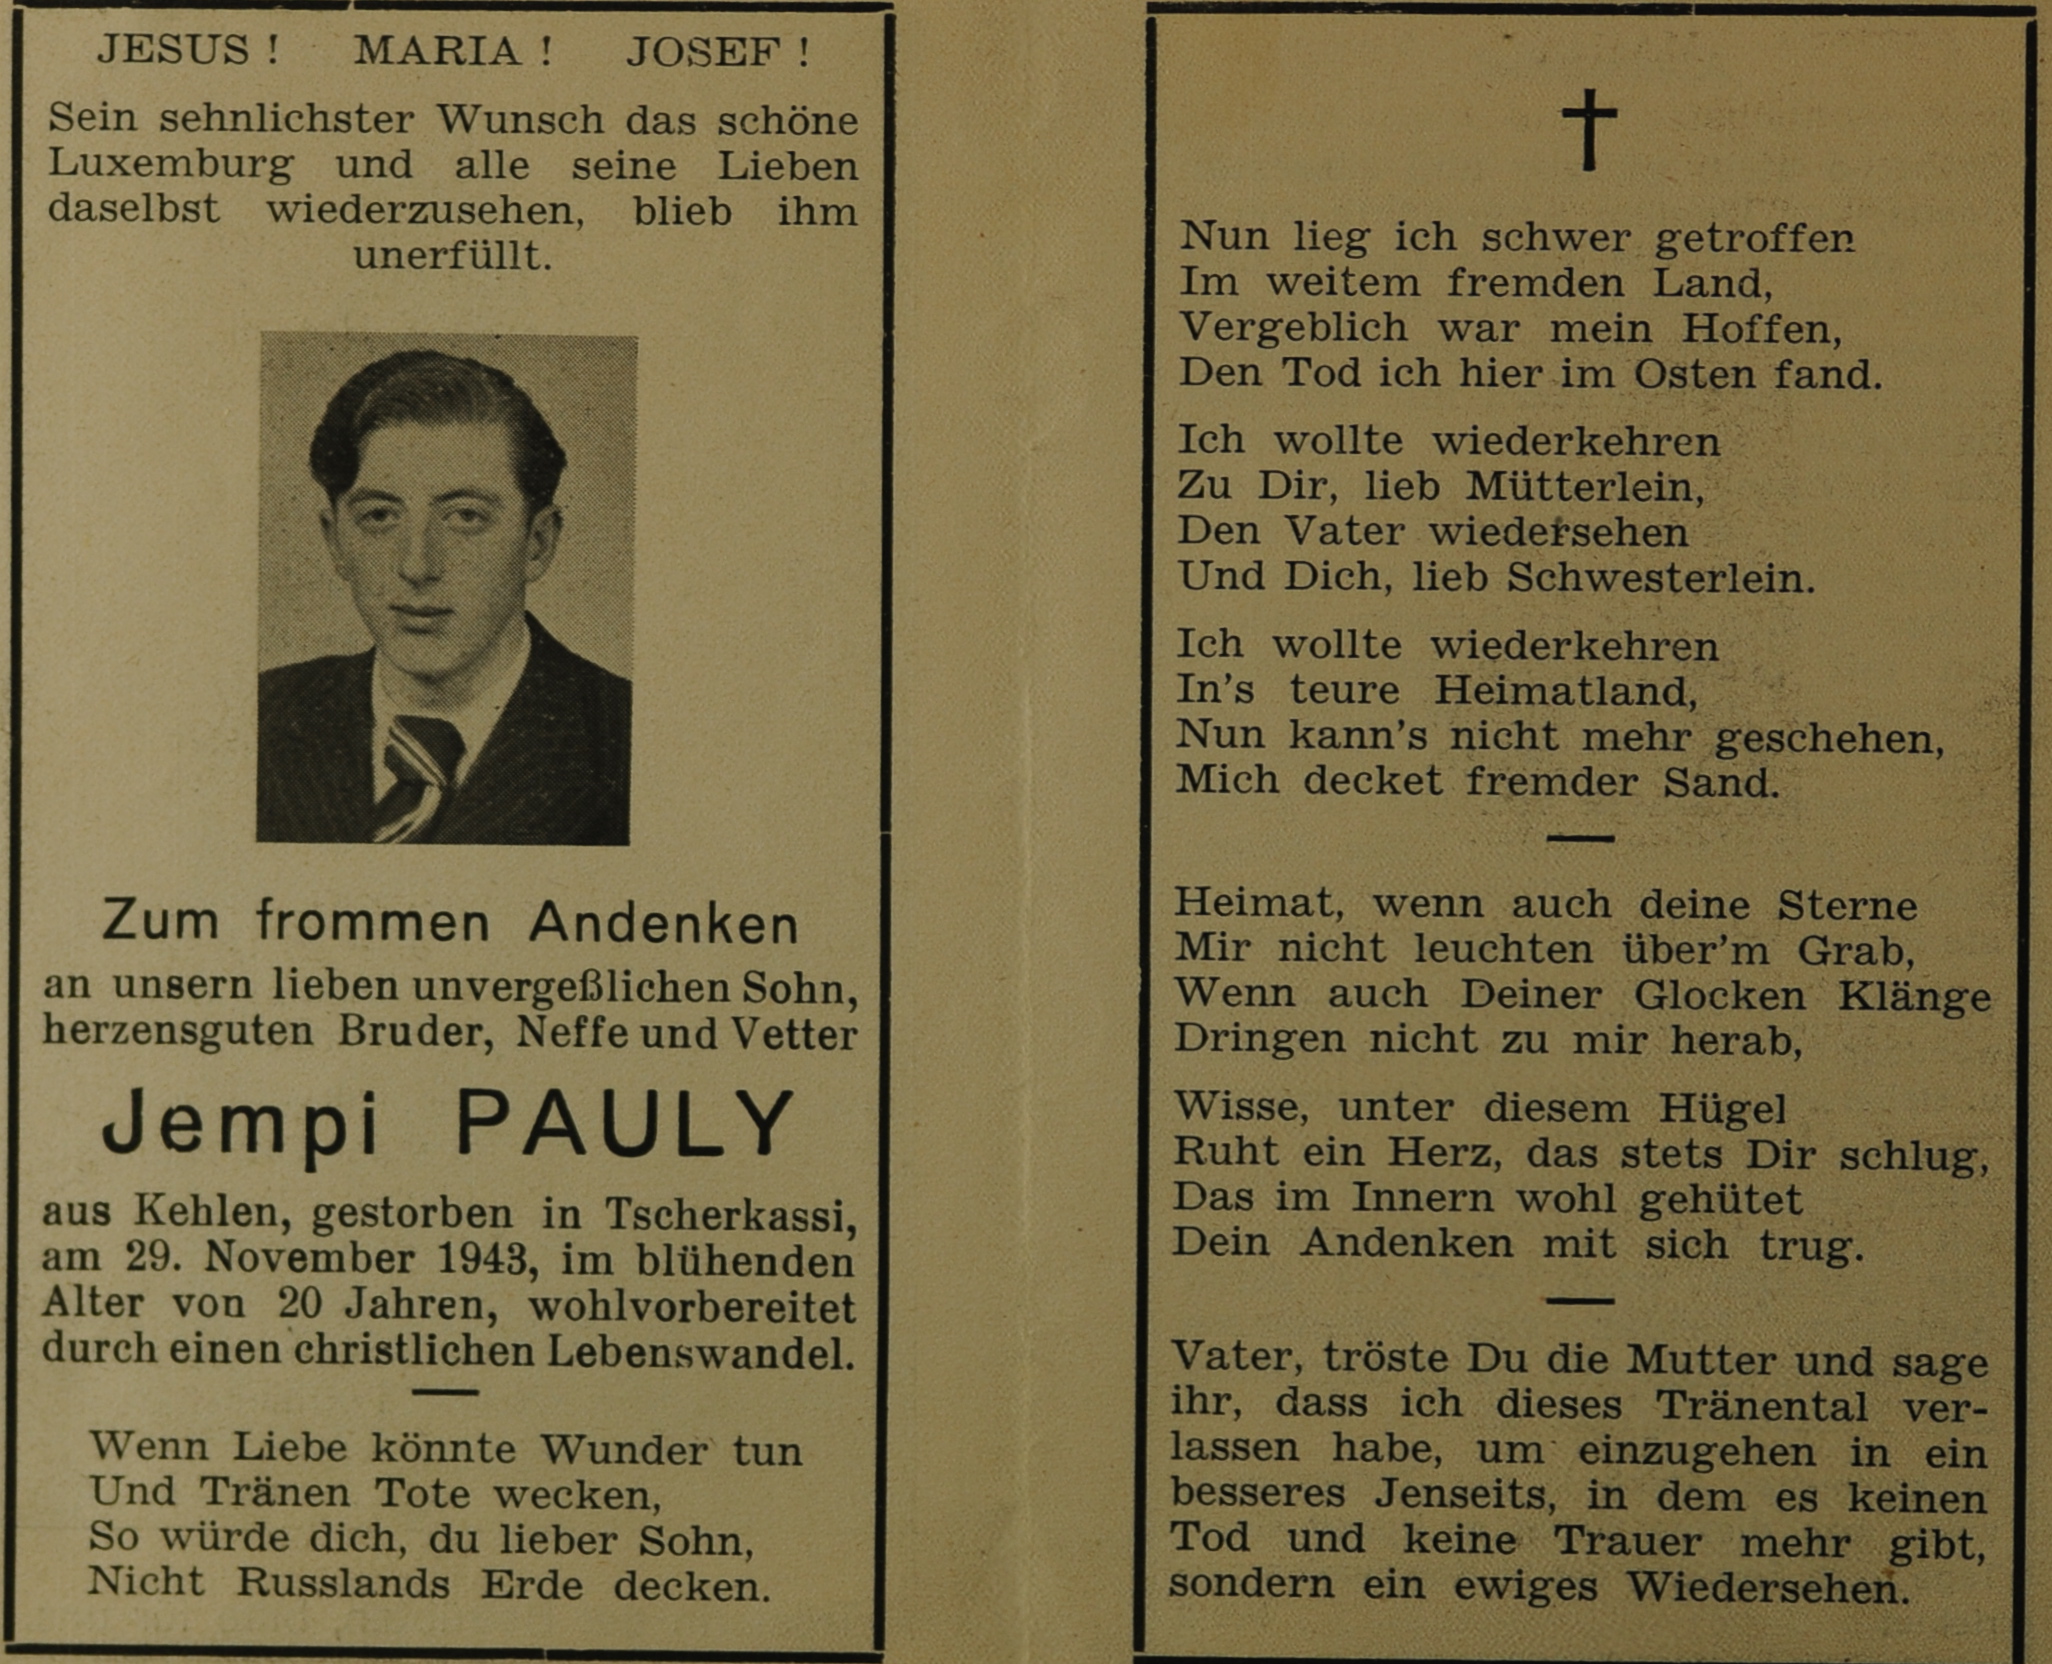 JESUS ! MARIA ! JOSEF !
Sein sehnlichster Wunsch das schöne
Luxemburg und alle seine Lieben
daselbst wiederzusehen, blieb ihm
unerfüllt.
Zum frommen Andenken
an unsern lieben unvergeßlichen Sohn,
herzensguten Bruder, Neffe und Vetter
Jempi PAULY
aus Kehlen, gestorben in Tscherkassi,
am 29. November 1943, im blühenden
Alter von 20 Jahren, wohlvorbereitet
durch einen christlichen Lebenswandel.
Wenn Liebe könnte Wunder tun
Und Tränen Tote wecken,
So würde dich, du lieber Sohn,
Nicht Russlands Erde decken.
Nun lieg ich schwer getroffen
Im weitem fremden Land,
Vergeblich war mein Hoffen,
Den Tod ich hier im Osten fand.
Ich wollte wiederkehren
Zu Dir, lieb Mütterlein,
Den Vater wiedersehen
Und Dich, lieb Schwesterlein.
Ich wollte wiederkehren
In's teure Heimatland,
Nun kann's nicht mehr geschehen,
Mich decket fremder Sand.
Heimat, wenn auch deine Sterne
Mir nicht leuchten über'm Grab,
Wenn auch Deiner Glocken Klänge
Dringen nicht zu mir herab,
Wisse, unter diesem Hügel
Ruht ein Herz, das stets Dir schlug,
Das im Innern wohl gehütet
Dein Andenken mit sich trug.
Vater, tröste Du die Mutter und sage
ihr, dass ich dieses Tränental ver-
lassen habe, um einzugehen in ein
besseres Jenseits, in dem es keinen
Tod und keine Trauer mehr gibt,
sondern ein ewiges Wiedersehen.